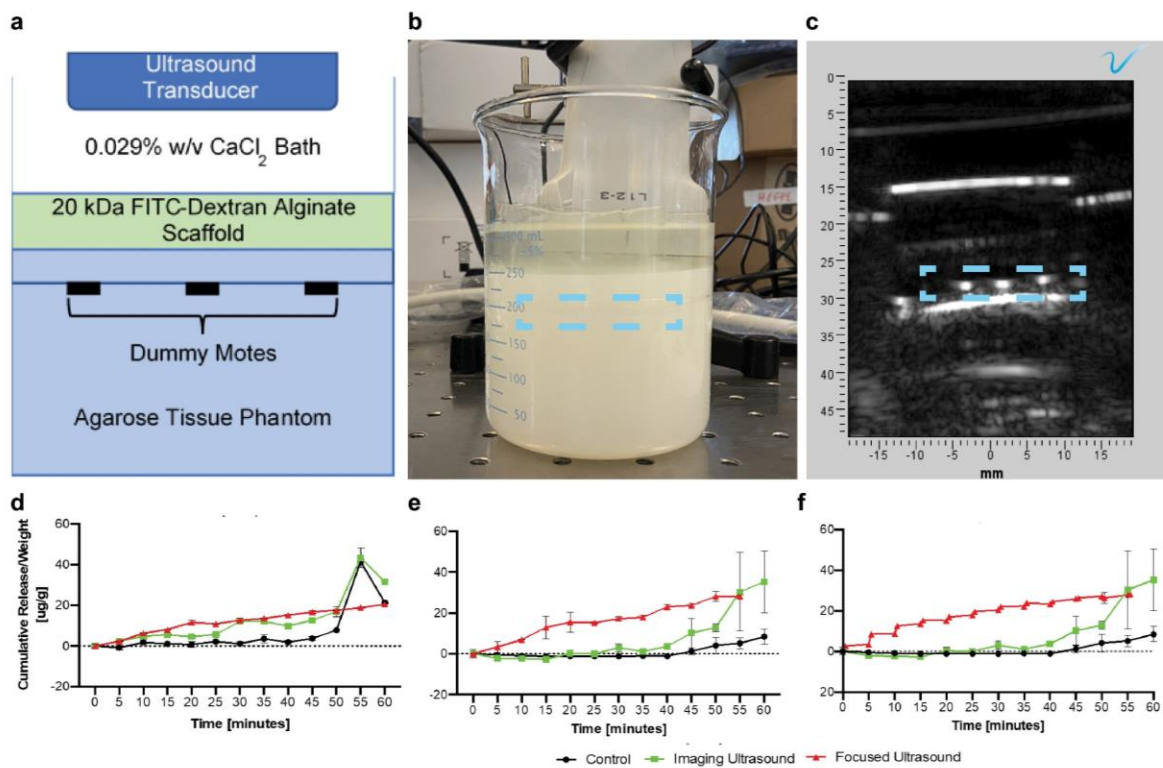 a
Ultrasound
Transducer
0.029% w/v CaCl2 Bath
20 kDa FITC-Dextran Alginate
Scaffold
Dummy Motes
Agarose Tissue Phantom
b
L12-3
500 mL
±5%
250
200
150
100
50
c
0
5
10
15
20
25
30
35
40
45
-15 -10 -5 0 5 10 15
mm
d
Cumulative Release/Weight
[ug/g]
60
40
20
0
-20
0 5 10 15 20 25 30 35 40 45 50 55 60
Time [minutes]
e
60
40
20
0
-20
0 5 10 15 20 25 30 35 40 45 50 55 60
Time [minutes]
f
60
40
20
0
20
0 5 10 15 20 25 30 35 40 45 50 55 60
Time [minutes]
Control Imaging Ultrasound Focused Ultrasound